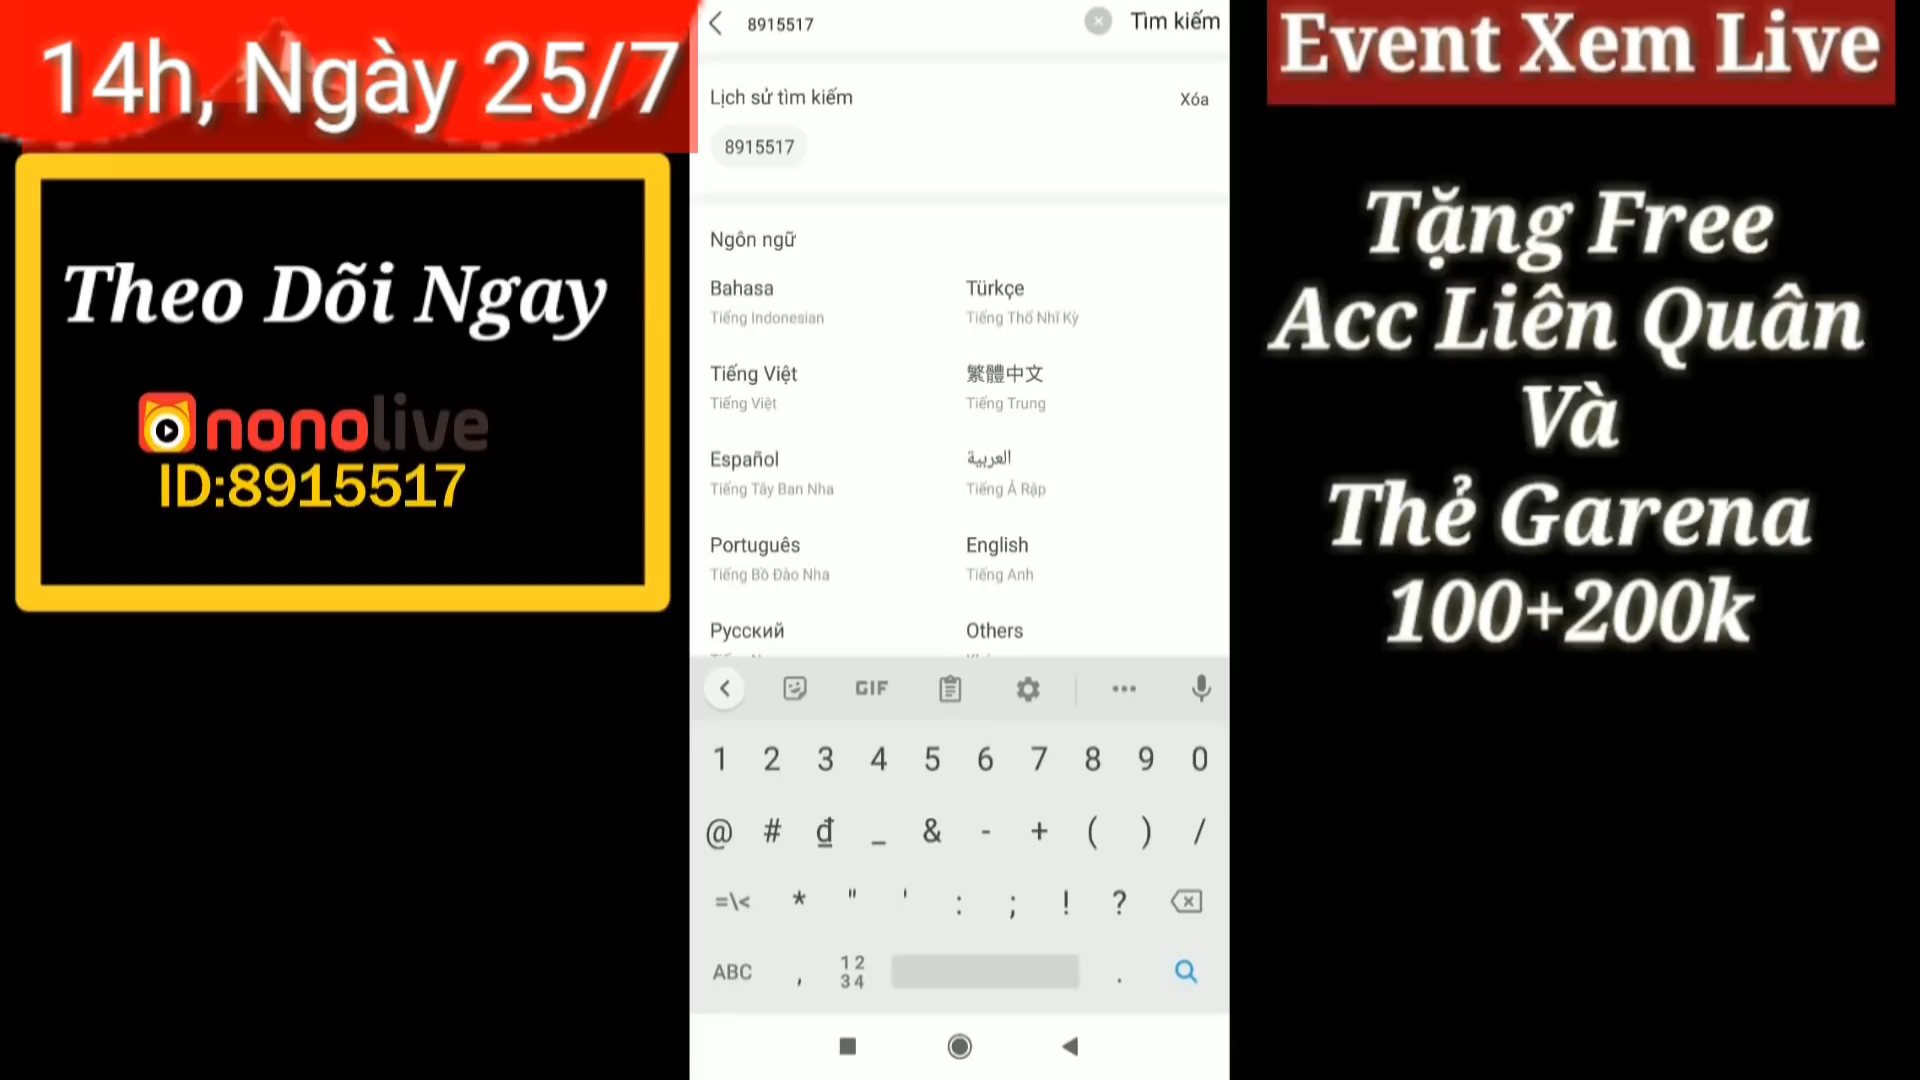 14h, Ngày 25/7
Theo Dõi Ngay
nonolive
ID:8915517
8915517
Tìm kiếm
Lịch sử tìm kiếm
Xóa
8915517
Ngôn ngữ
Bahasa
Türkçe
Tiếng Indonesian
Tiếng Thổ Nhĩ Kỳ
Tiếng Việt
繁體中文
Tiếng Việt
Tiếng Trung
Español
العربية
Tiếng Tây Ban Nha
Tiếng Ả Rập
Português
English
Tiếng Bồ Đào Nha
Tiếng Anh
Русский
Others
GIF
1 2 3 4 5 6 7 8 9 0
@ # ₫ _ & - + ( ) /
=\< * " ' : ; ! ?
ABC , 12 34 .
Event Xem Live
Tặng Free
Acc Liên Quân
Và
Thẻ Garena
100+200k